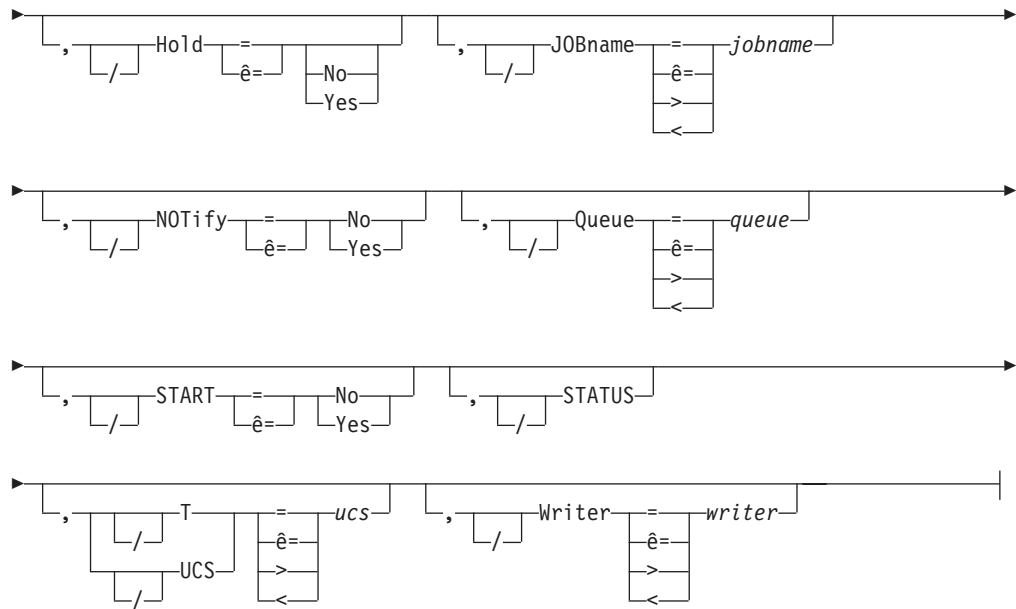 , / Hold = ê= No Yes , / JOBname = ê= > < jobname
, / NOTify = ê= No Yes , / Queue = ê= > < queue
, / START = ê= No Yes , / STATUS
, / T / UCS = ê= > < ucs , / Writer = ê= > < writer